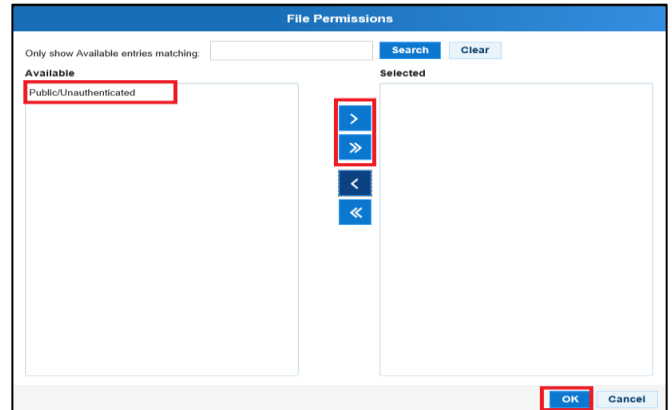 File Permissions
Only show Available entries matching: Search Clear
Available Selected
Public/Unauthenticated
>
≫
<
≪
OK Cancel